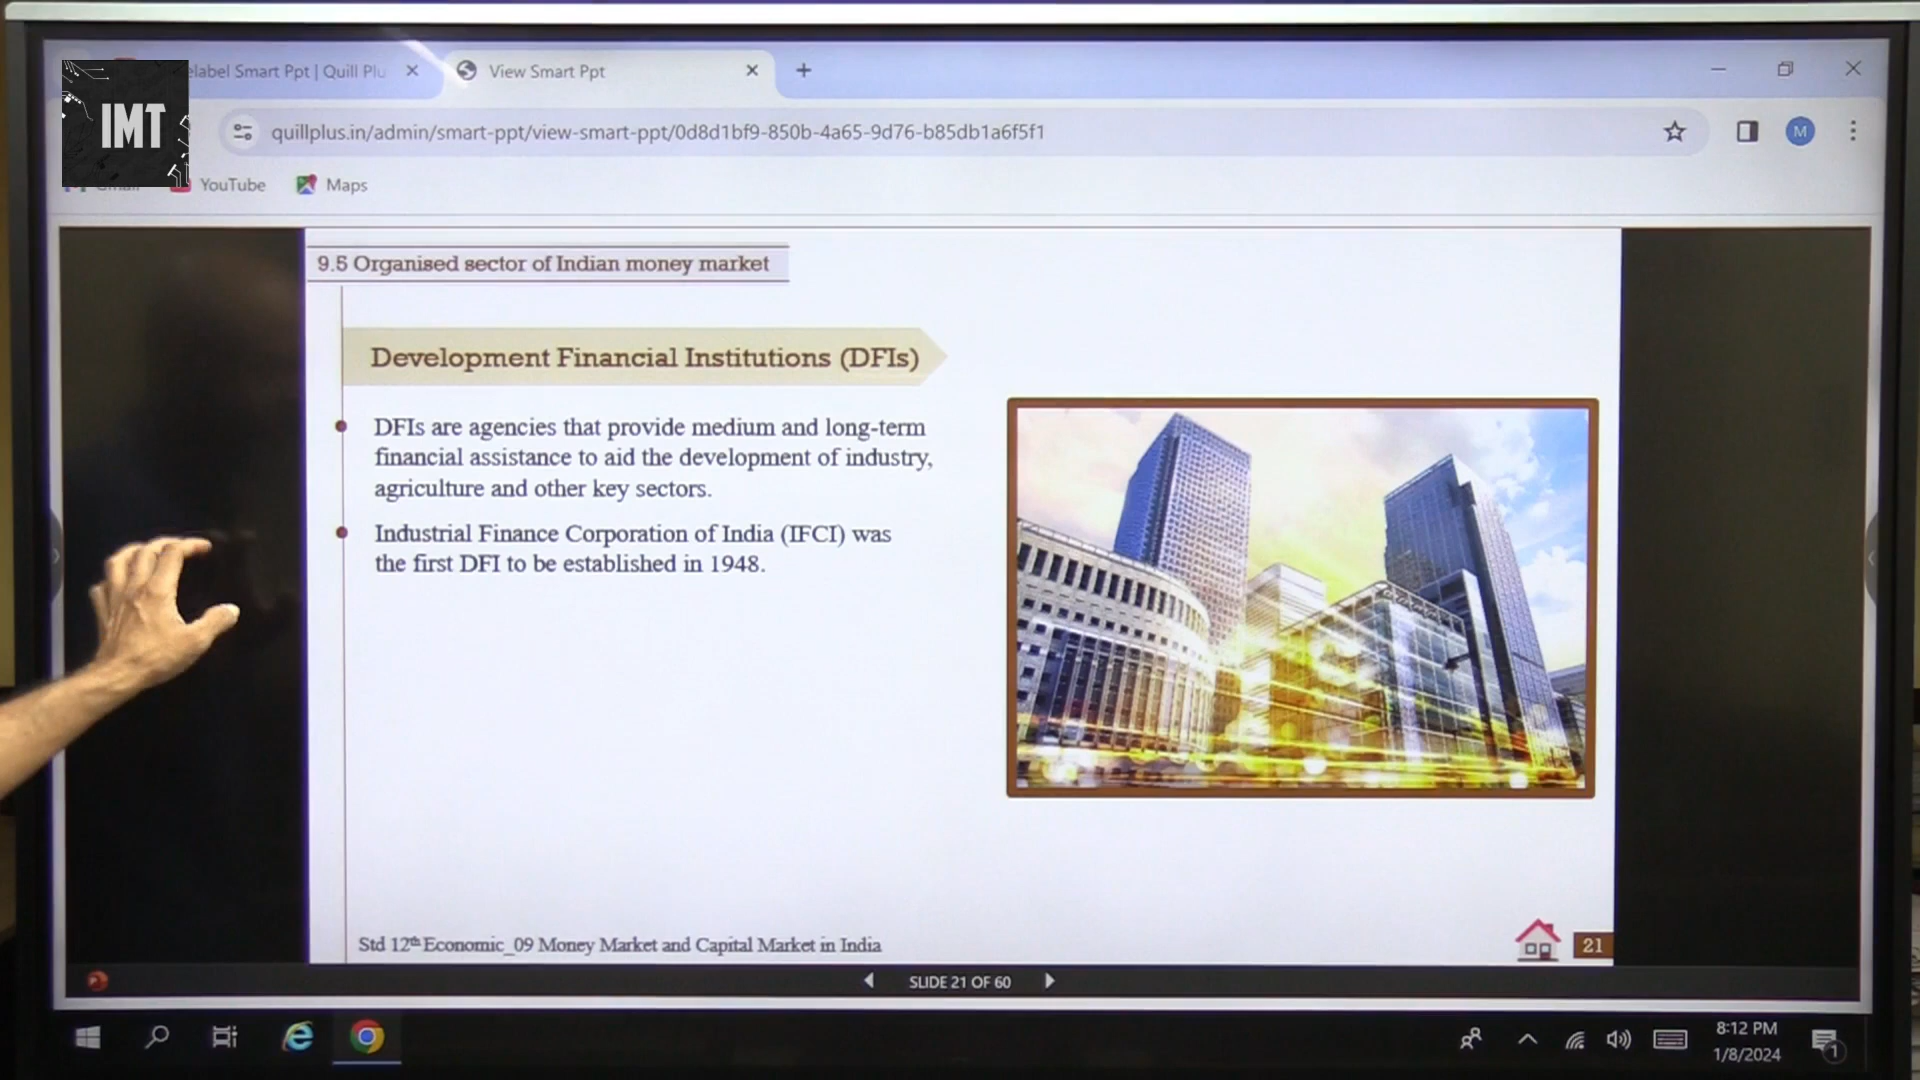 elabel Smart Ppt | Quill Plu
View Smart Ppt
IMT
quillplus.in/admin/smart-ppt/view-smart-ppt/0d8d1bf9-850b-4a65-9d76-b85db1a6f5f1
M
YouTube
Maps
9.5 Organised sector of Indian money market
Development Financial Institutions (DFIs)
DFIs are agencies that provide medium and long-term
financial assistance to aid the development of industry,
agriculture and other key sectors.
Industrial Finance Corporation of India (IFCI) was
the first DFI to be established in 1948.
Std 12th Economic_09 Money Market and Capital Market in India
21
SLIDE 21 OF 60
8:12 PM
1/8/2024
1